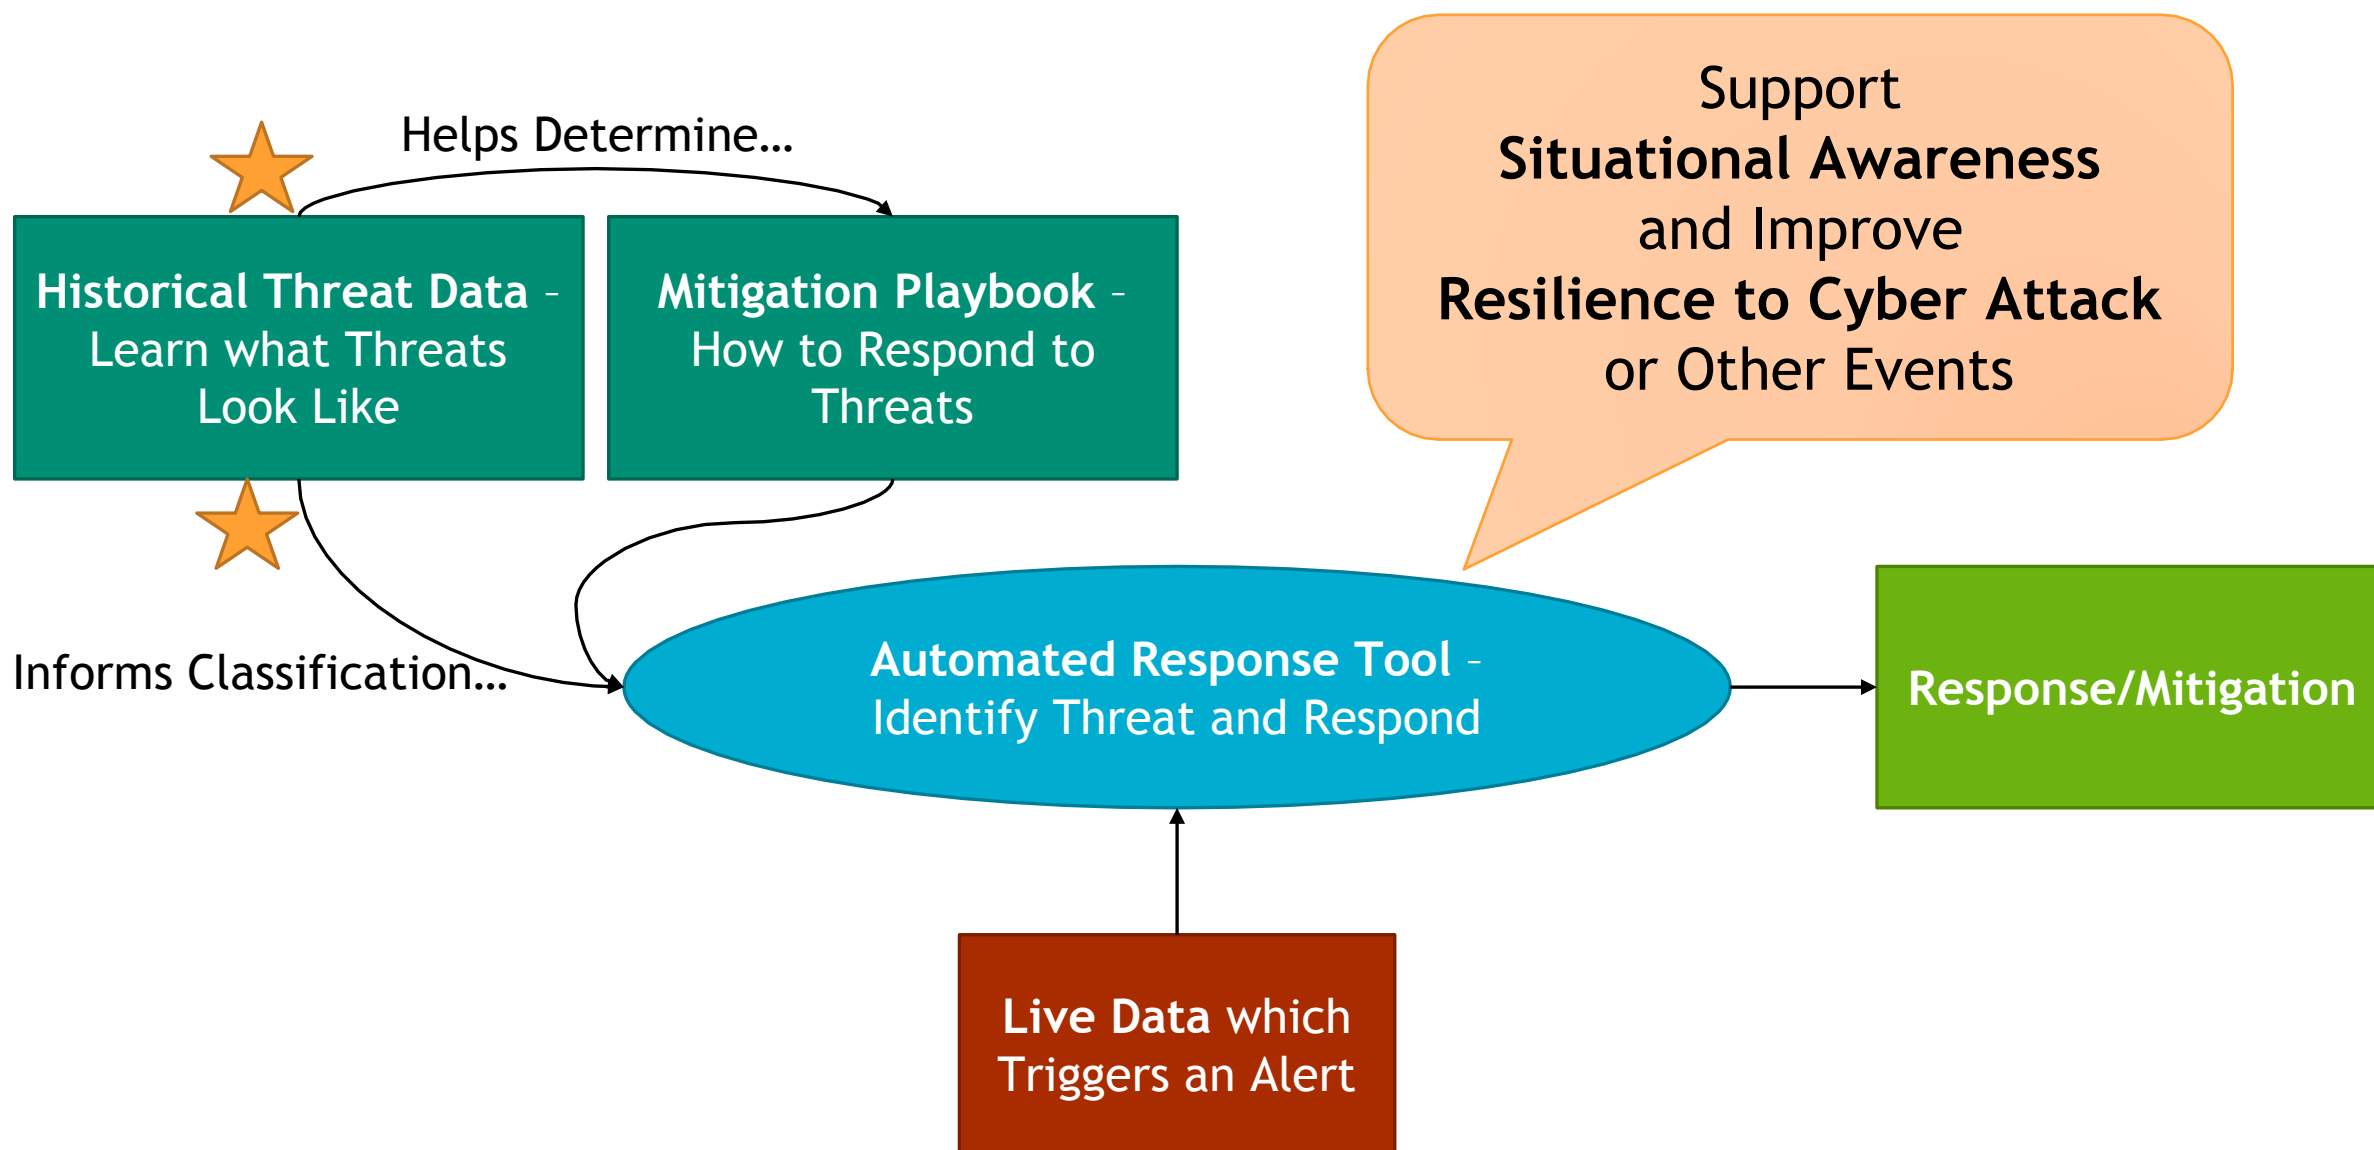 Helps Determine…
Historical Threat Data –
Learn what Threats
Look Like
Mitigation Playbook –
How to Respond to
Threats
Support
Situational Awareness
and Improve
Resilience to Cyber Attack
or Other Events
Informs Classification…
Automated Response Tool –
Identify Threat and Respond
Response/Mitigation
Live Data which
Triggers an Alert